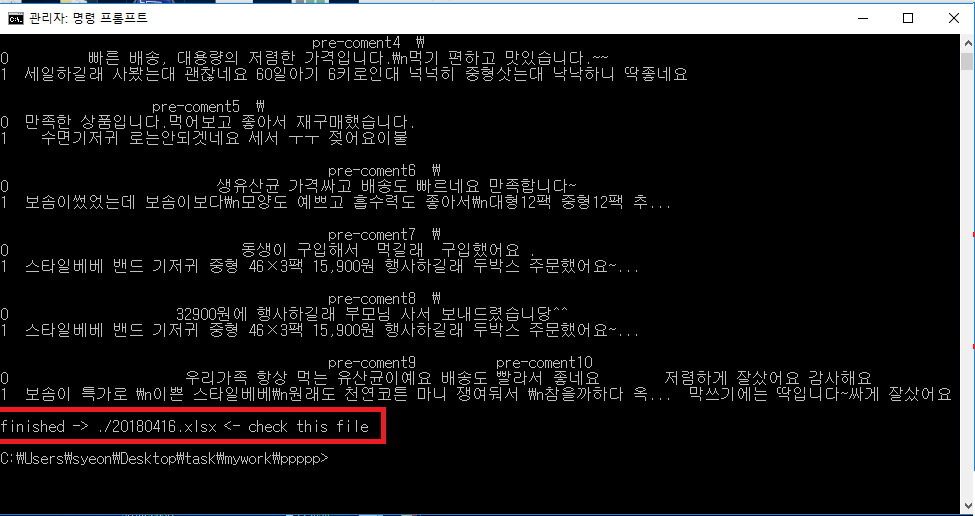 관리자: 명령 프롬프트
pre-coment4 \
0 빠른 배송, 대용량의 저렴한 가격입니다.\n먹기 편하고 맛있습니다.~~
1 세일하길래 사봤는대 괜찮네요 60일아기 6키로인대 넉넉히 중형삿는대 낙낙하니 딱좋네요
pre-coment5 \
0 만족한 상품입니다.먹어보고 좋아서 재구매했습니다.
1 수면기저귀 로는안되겟네요 세서 ㅜㅜ 젖어요이불
pre-coment6 \
0 생유산균 가격싸고 배송도 빠르네요 만족합니다~
1 보솜이썼었는데 보솜이보다\n모양도 예쁘고 흡수력도 좋아서\n대형12팩 중형12팩 추...
pre-coment7 \
0 동생이 구입해서 먹길래 구입했어요 .
1 스타일베베 밴드 기저귀 중형 46×3팩 15,900원 행사하길래 두박스 주문했어요~...
pre-coment8 \
0 32900원에 행사하길래 부모님 사서 보내드렸습니당^^
1 스타일베베 밴드 기저귀 중형 46×3팩 15,900원 행사하길래 두박스 주문했어요~...
pre-coment9 pre-coment10
0 우리가족 항상 먹는 유산균이예요 배송도 빨라서 좋네요 저렴하게 잘샀어요 감사해요
1 보솜이 특가로 \n이쁜 스타일베베\n원래도 천연코튼 마니 쟁여둬서 \n참을까하다 옥... 막쓰기에는 딱입니다~싸게 잘샀어요
finished -> ./20180416.xlsx <- check this file
C:\Users\syeon\Desktop\task\mywork\ppppp>